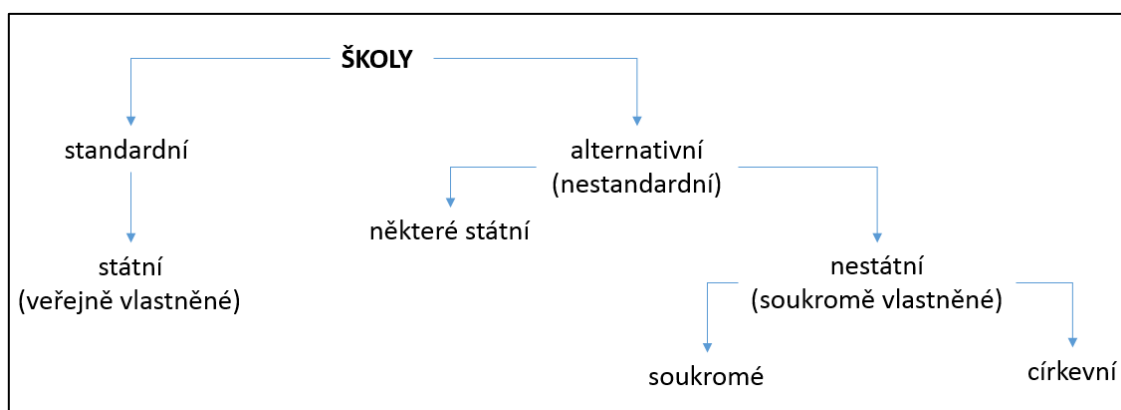 ŠKOLY
standardní
alternativní
(nestandardní)
některé státní
státní
(veřejně vlastněné)
nestátní
(soukromě vlastněné)
soukromé
církevní